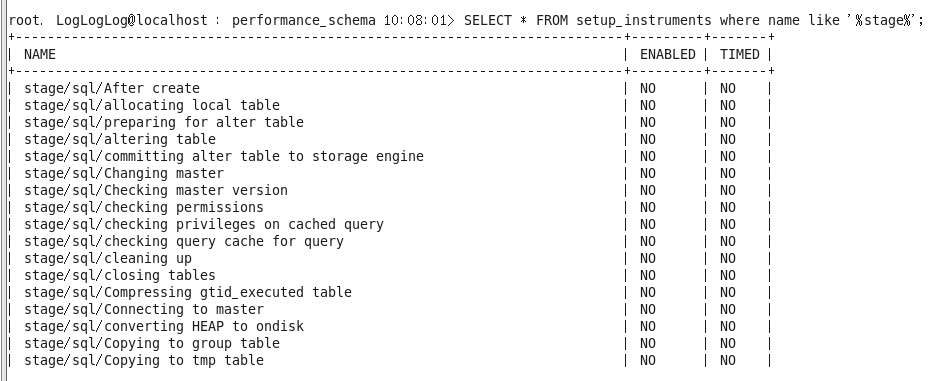 root. LogLogLog@localhost : performance_schema 10:08:01> SELECT * FROM setup_instruments where name like '%stage%';
+----------------------------------------------------------------------------+---------+-------+
| NAME | ENABLED | TIMED |
+----------------------------------------------------------------------------+---------+-------+
| stage/sql/After create | NO | NO |
| stage/sql/allocating local table | NO | NO |
| stage/sql/preparing for alter table | NO | NO |
| stage/sql/altering table | NO | NO |
| stage/sql/committing alter table to storage engine | NO | NO |
| stage/sql/Changing master | NO | NO |
| stage/sql/Checking master version | NO | NO |
| stage/sql/checking permissions | NO | NO |
| stage/sql/checking privileges on cached query | NO | NO |
| stage/sql/checking query cache for query | NO | NO |
| stage/sql/cleaning up | NO | NO |
| stage/sql/closing tables | NO | NO |
| stage/sql/Compressing gtid_executed table | NO | NO |
| stage/sql/Connecting to master | NO | NO |
| stage/sql/converting HEAP to ondisk | NO | NO |
| stage/sql/Copying to group table | NO | NO |
| stage/sql/Copying to tmp table | NO | NO |